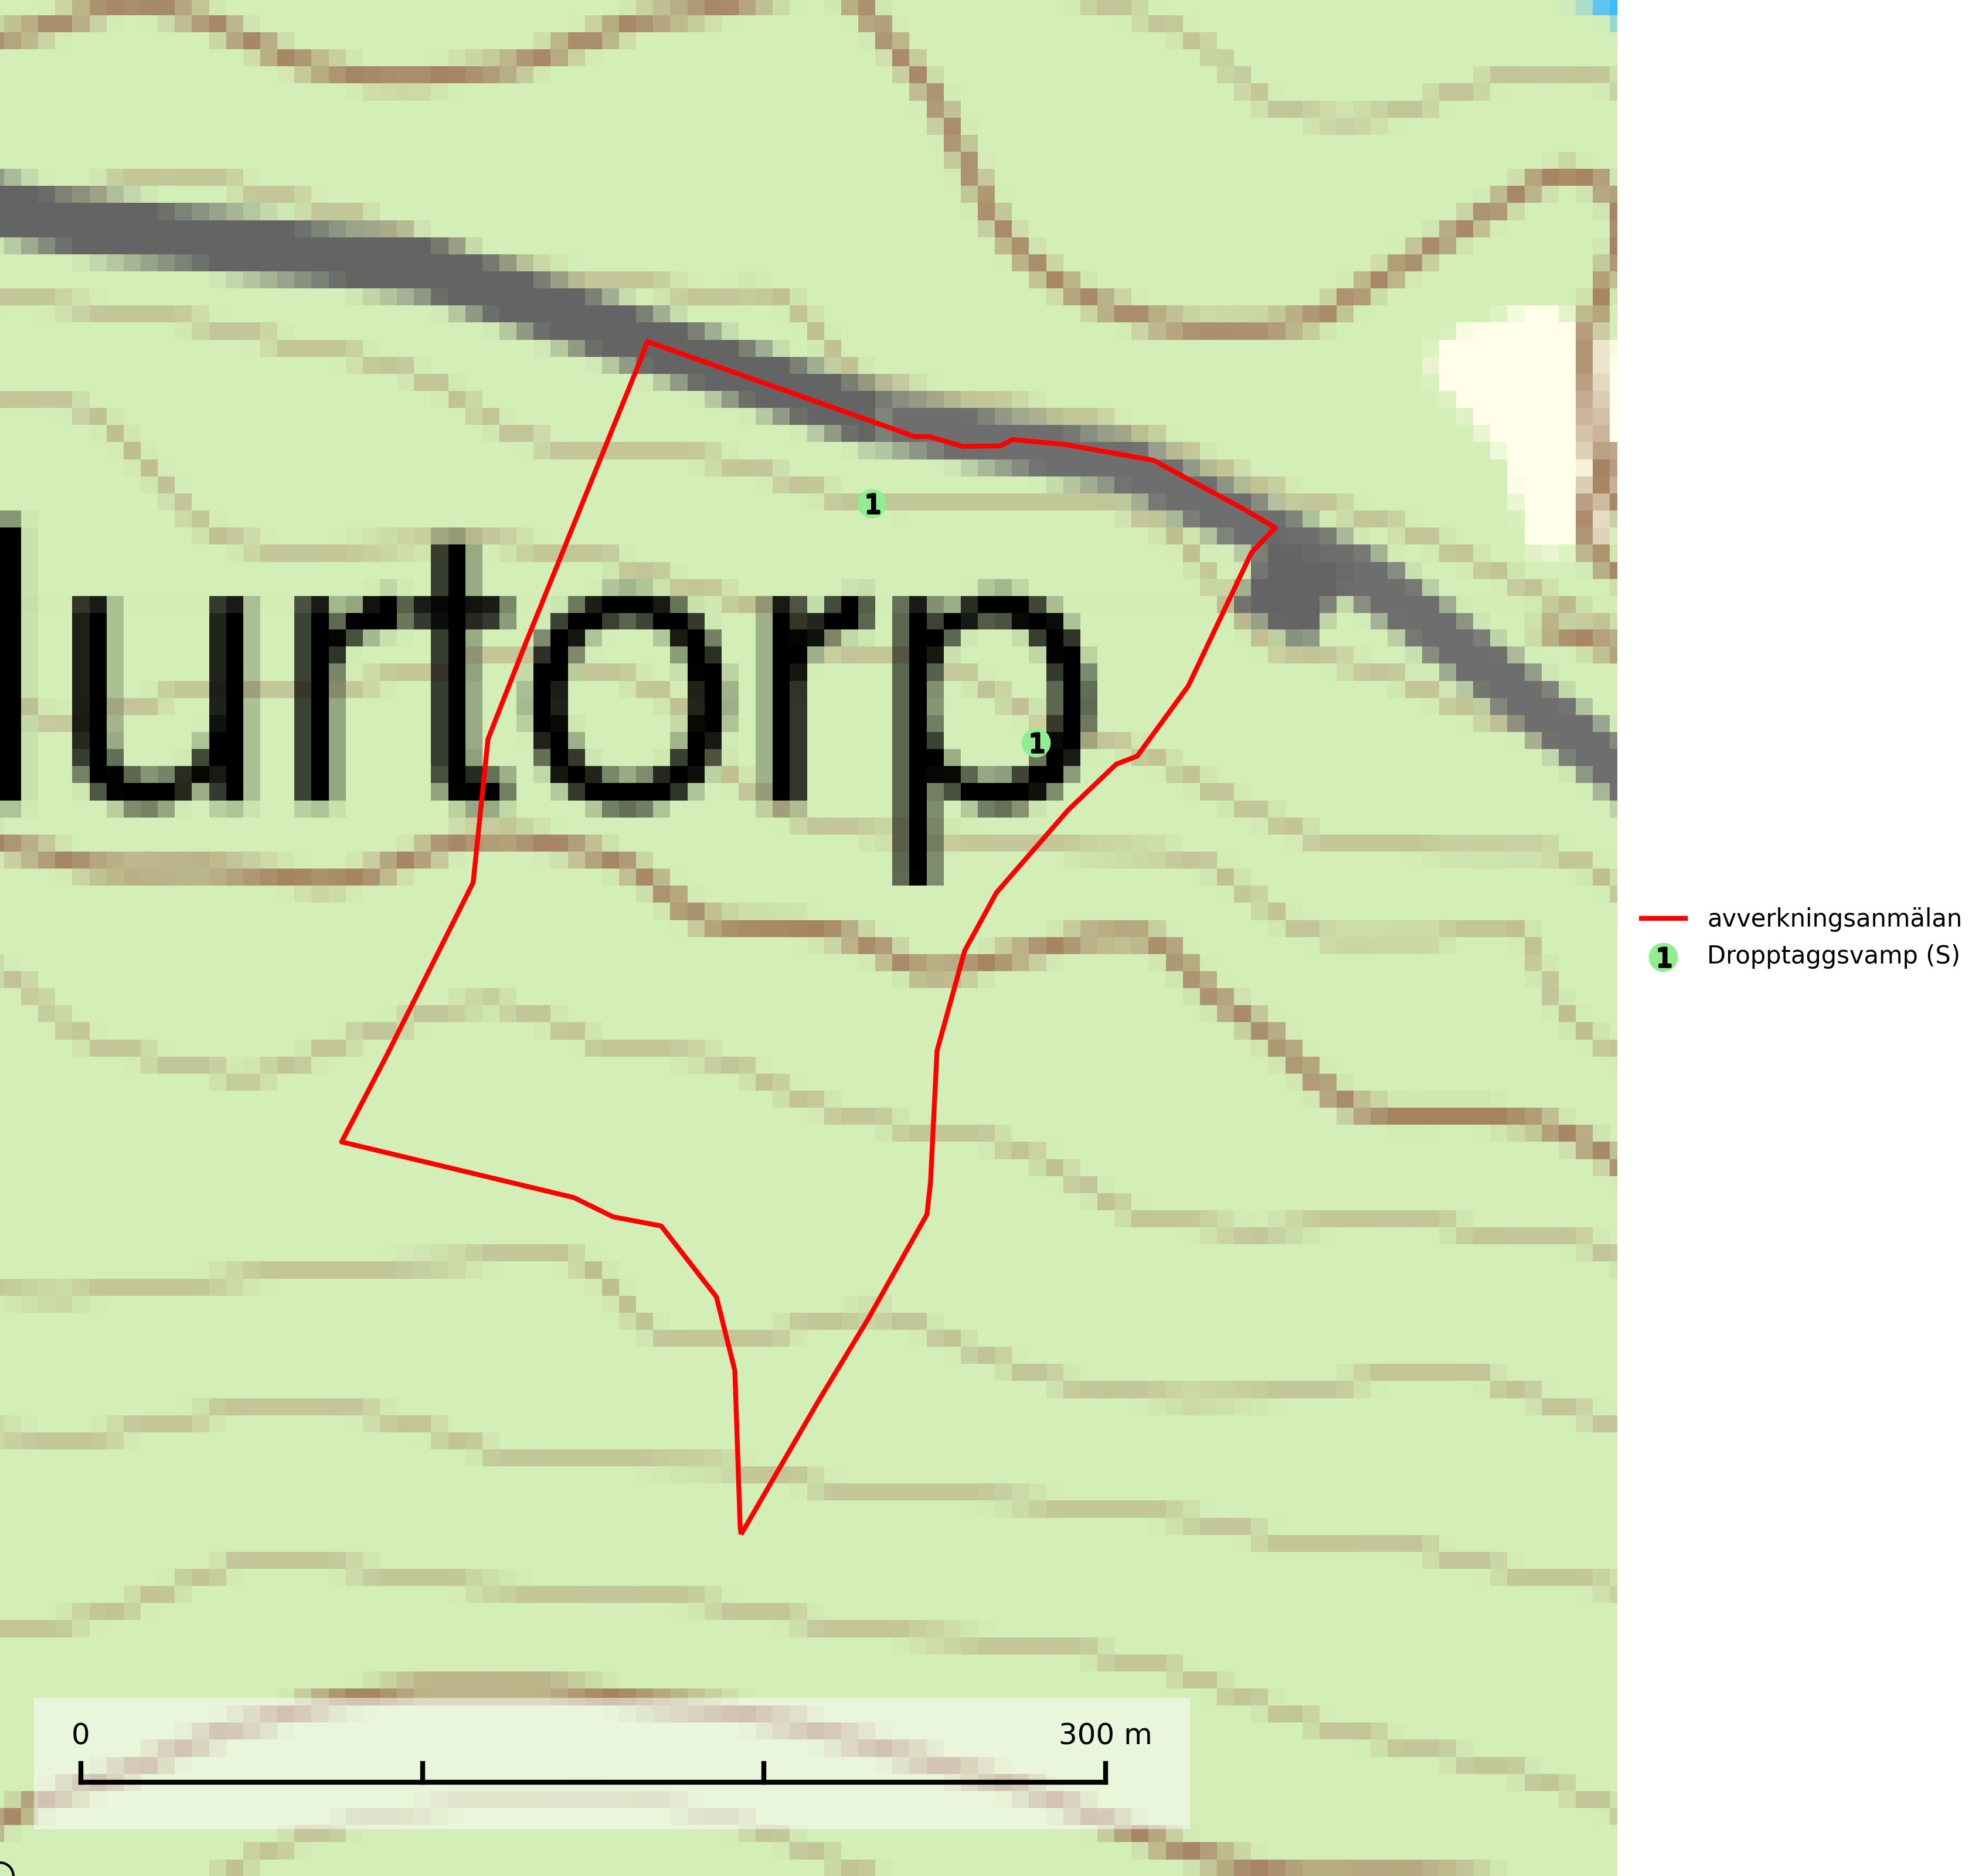 1
lurtorp
1
avverkningsanmälan
1 Dropptaggsvamp (S)
0 300 m